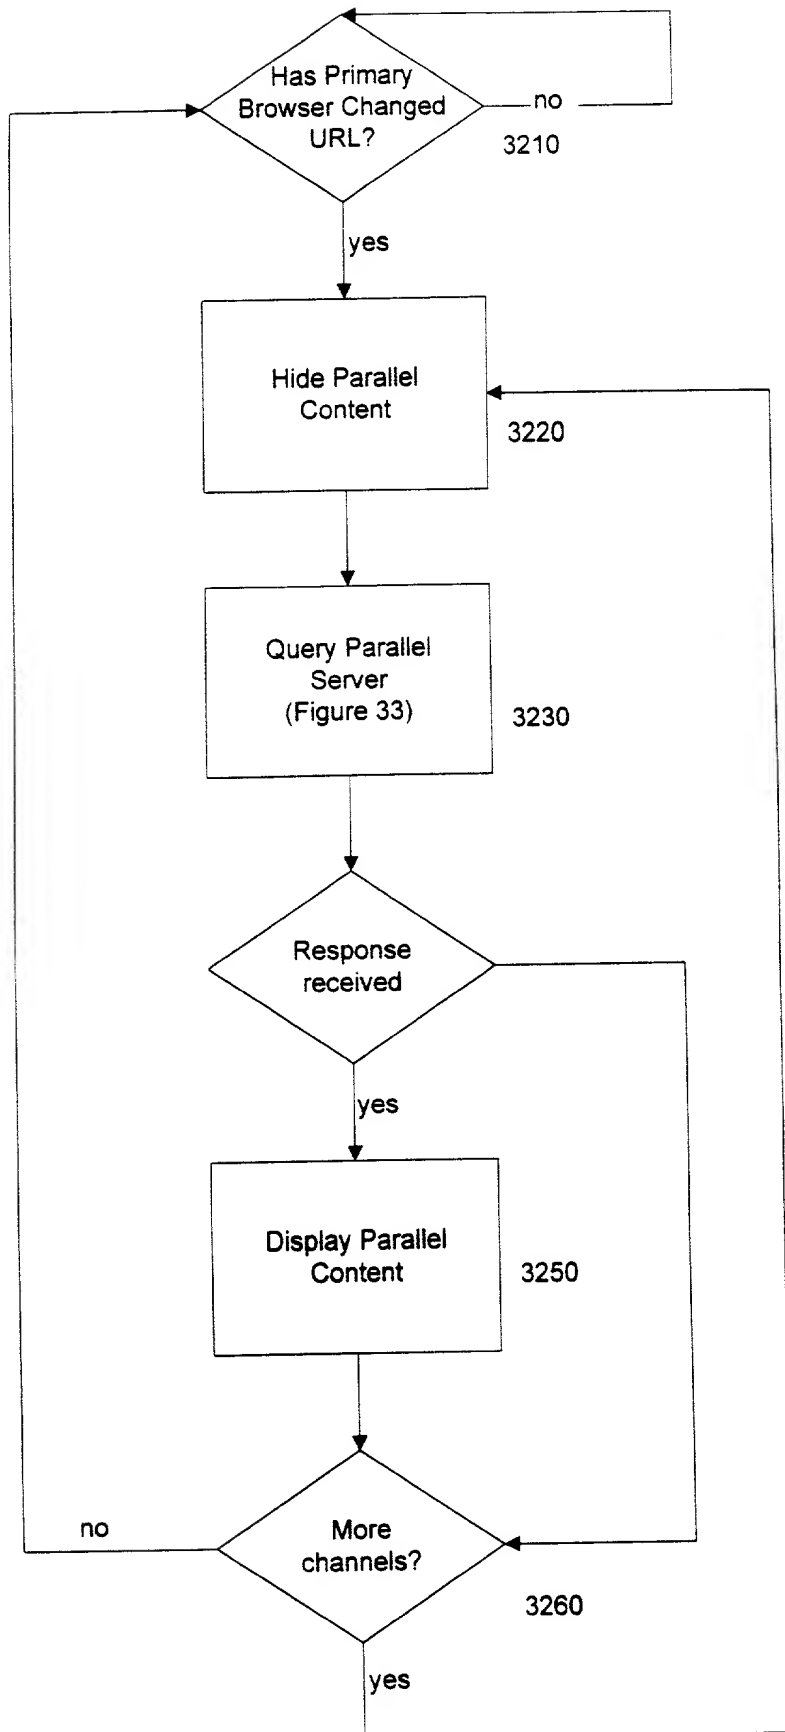 Has Primary
Browser Changed
URL?
no
3210
yes
Hide Parallel
Content
3220
Query Parallel
Server
(Figure 33)
3230
Response
received
yes
Display Parallel
Content
3250
no
More
channels?
3260
yes